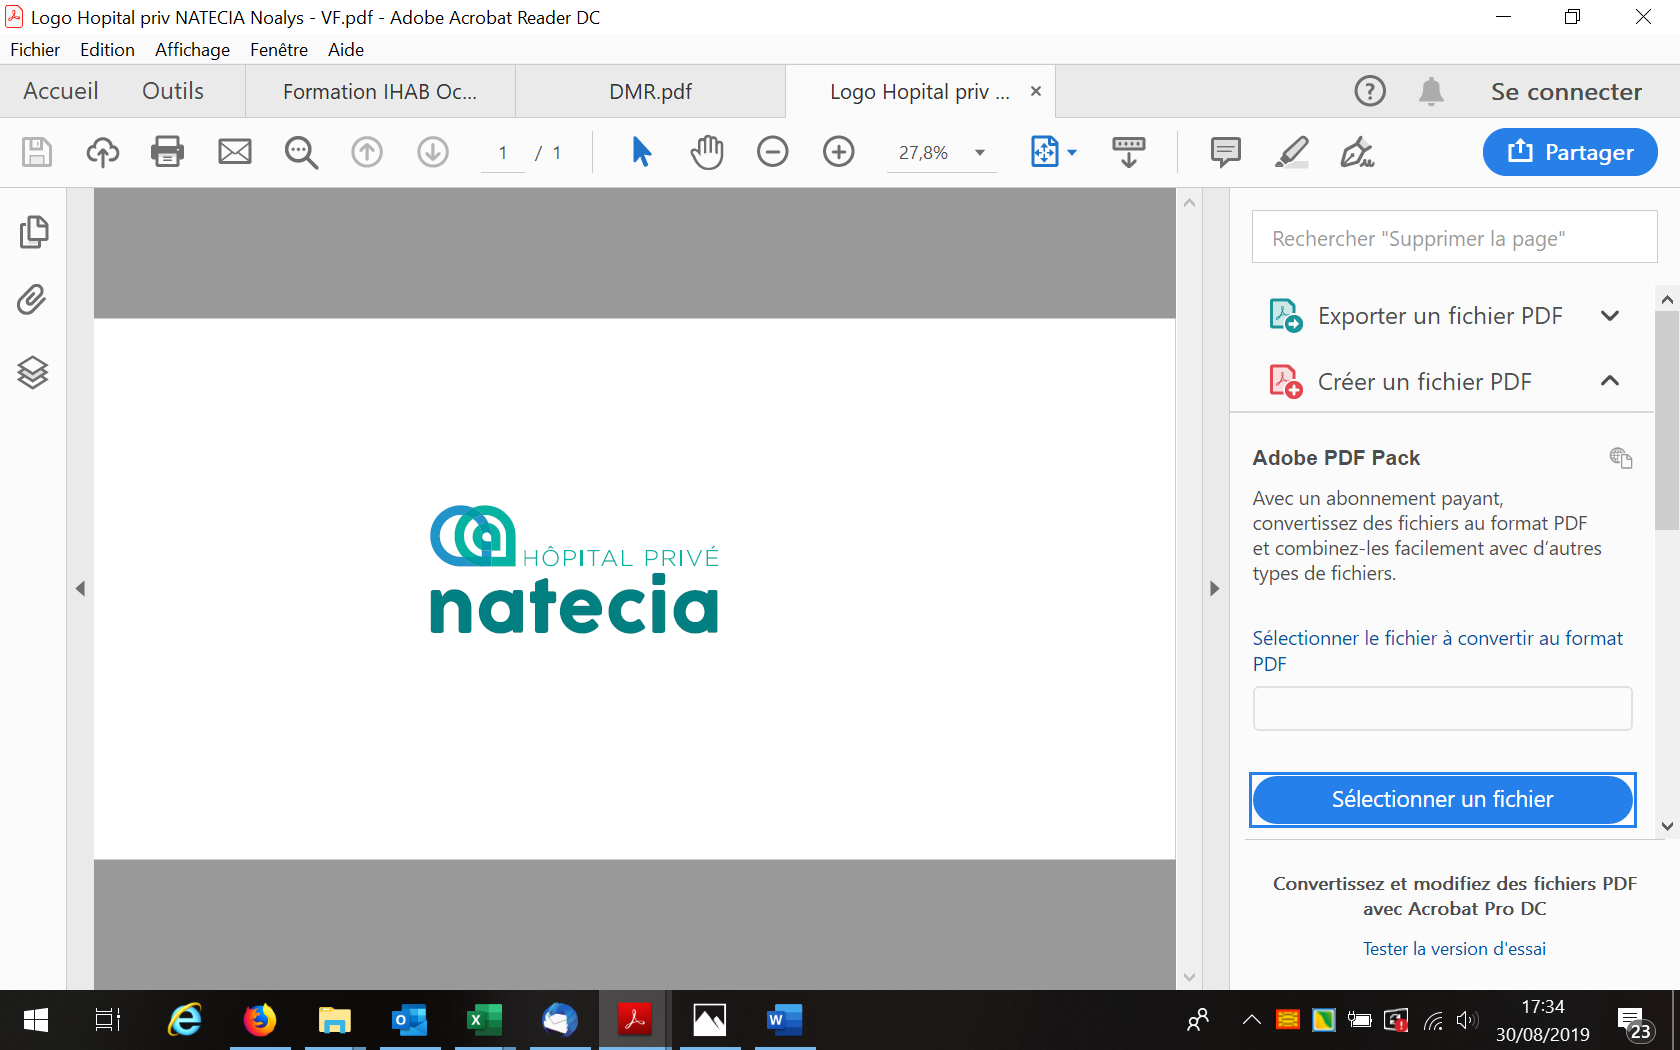 Logo Hopital priv NATECIA Noalys - VF.pdf - Adobe Acrobat Reader DC
Fichier Edition Affichage Fenêtre Aide
Accueil Outils Formation IHAB Oc... DMR.pdf Logo Hopital priv ... × Se connecter
1 / 1 27,8% Partager
Rechercher "Supprimer la page"
Exporter un fichier PDF
Créer un fichier PDF
Adobe PDF Pack
Avec un abonnement payant,
convertissez des fichiers au format PDF
et combinez-les facilement avec d’autres
types de fichiers.
Sélectionner le fichier à convertir au format
PDF
Sélectionner un fichier
Convertissez et modifiez des fichiers PDF
avec Acrobat Pro DC
Tester la version d'essai
HÔPITAL PRIVÉ
natecia
17:34
30/08/2019
23